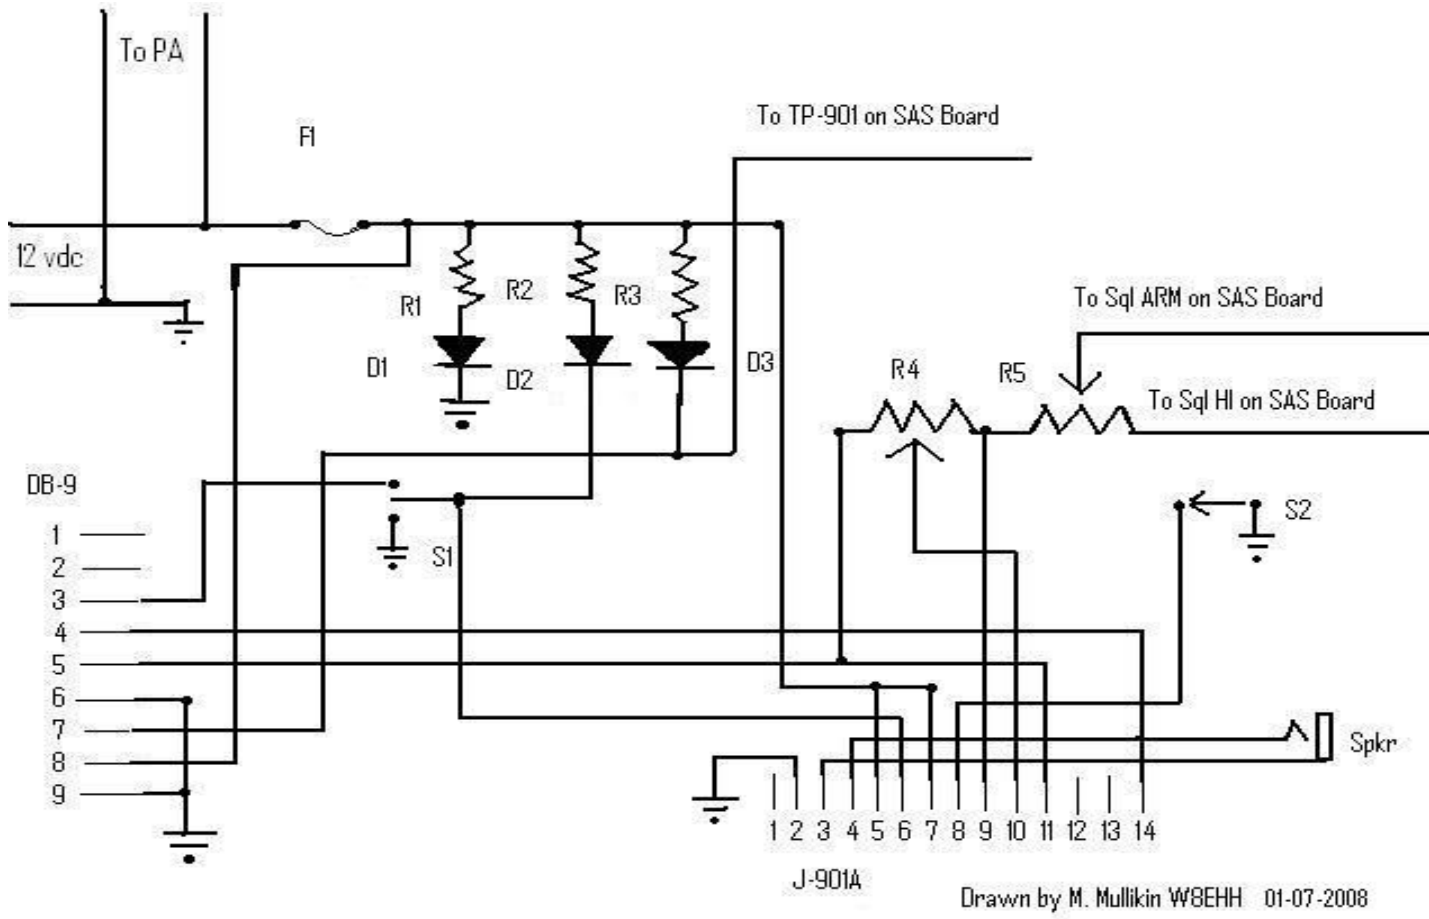 To PA
F1
To TP-901 on SAS Board
12 vdc
R1
R2
R3
To Sql ARM on SAS Board
D1
D2
D3
R4
R5
To Sql HI on SAS Board
DB-9
S1
S2
1
2
3
4
5
6
7
8
9
Spkr
1 2 3 4 5 6 7 8 9 10 11 12 13 14
J-901A
Drawn by M. Mullikin W8EHH 01-07-2008